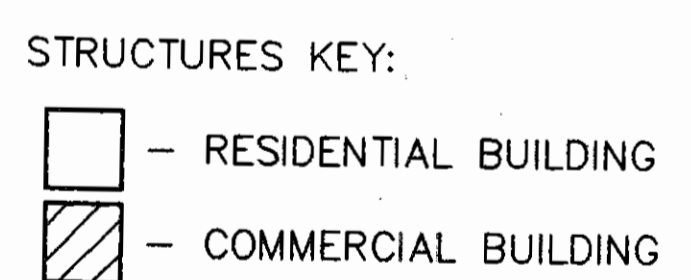 STRUCTURES KEY:
– RESIDENTIAL BUILDING
– COMMERCIAL BUILDING